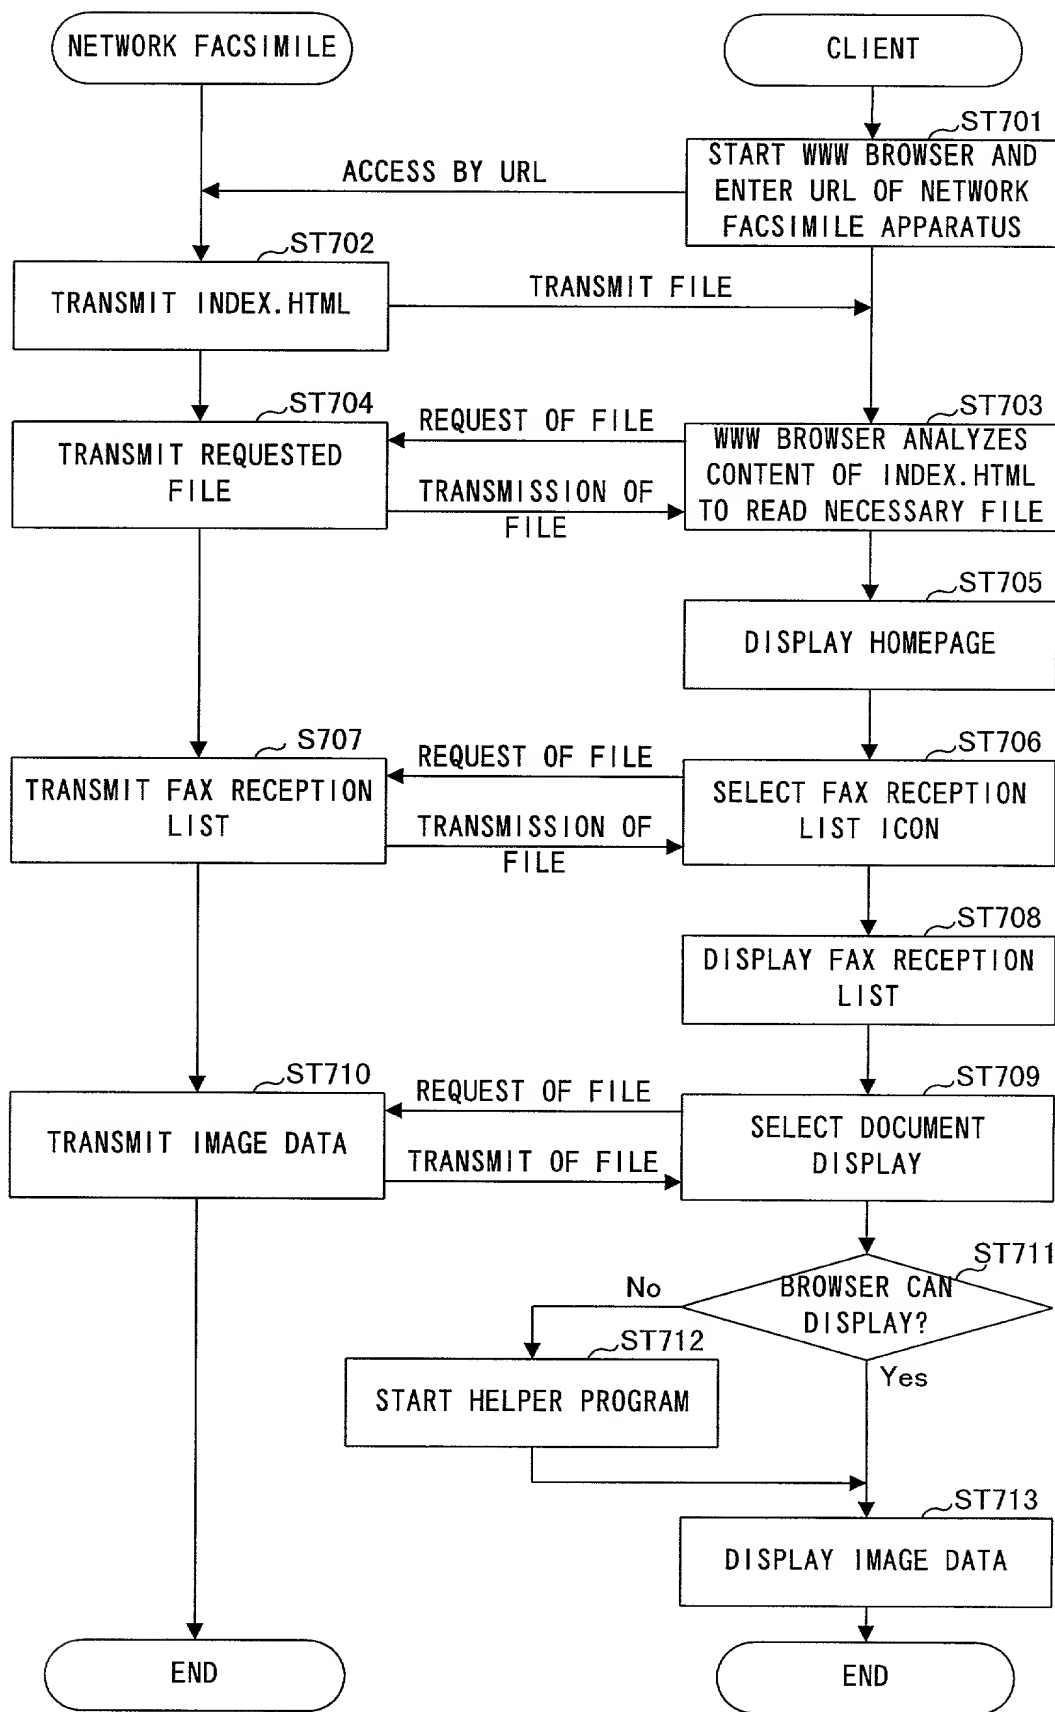 NETWORK FACSIMILE
CLIENT
ST701
START WWW BROWSER AND
ENTER URL OF NETWORK
FACSIMILE APPARATUS
ACCESS BY URL
ST702
TRANSMIT INDEX.HTML
TRANSMIT FILE
ST704
TRANSMIT REQUESTED
FILE
REQUEST OF FILE
TRANSMISSION OF
FILE
ST703
WWW BROWSER ANALYZES
CONTENT OF INDEX.HTML
TO READ NECESSARY FILE
ST705
DISPLAY HOMEPAGE
S707
TRANSMIT FAX RECEPTION
LIST
REQUEST OF FILE
TRANSMISSION OF
FILE
ST706
SELECT FAX RECEPTION
LIST ICON
ST708
DISPLAY FAX RECEPTION
LIST
ST710
TRANSMIT IMAGE DATA
REQUEST OF FILE
TRANSMIT OF FILE
ST709
SELECT DOCUMENT
DISPLAY
ST711
BROWSER CAN
DISPLAY?
No
Yes
ST712
START HELPER PROGRAM
ST713
DISPLAY IMAGE DATA
END
END